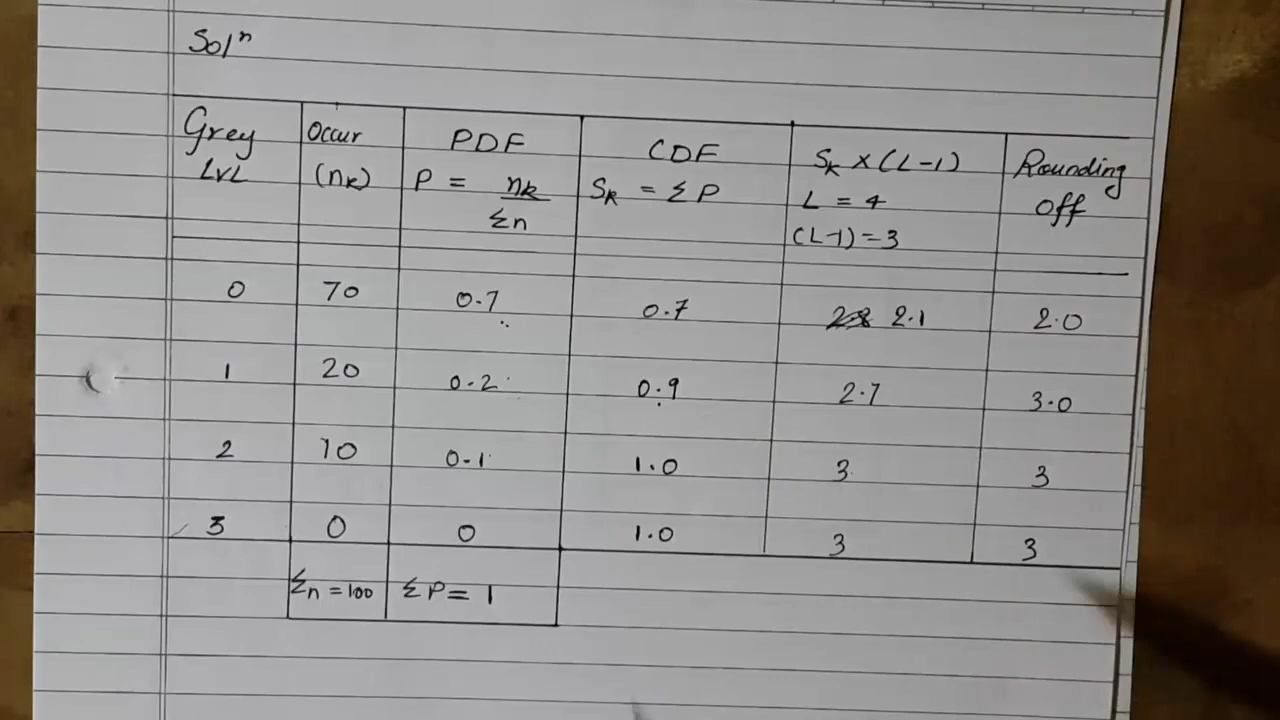 Solⁿ
Grey Lvl | Occur (nk) | PDF P = nk / Σn | CDF Sk = Σ P | Sk × (L-1) L = 4 (L-1) = 3 | Rounding Off
0 | 70 | 0.7 | 0.7 | 2.1 | 2.0
1 | 20 | 0.2 | 0.9 | 2.7 | 3.0
2 | 10 | 0.1 | 1.0 | 3 | 3
3 | 0 | 0 | 1.0 | 3 | 3
Σn = 100 | Σ P = 1